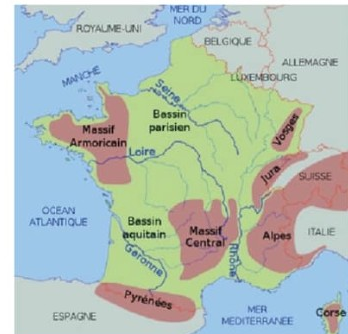 MER DU
NORD
ROYAUME-UNI
BELGIQUE
ALLEMAGNE
LUXEMBOURG
MANCHE
Seine
Bassin
parisien
Vosges
Massif
Armoricain
Loire
Jura
SUISSE
OCEAN
ATLANTIQUE
Bassin
aquitain
Massif
Central
Rhône
Alpes
ITALIE
Garonne
Pyrénées
ESPAGNE
MER
MEDITERRANEE
Corse